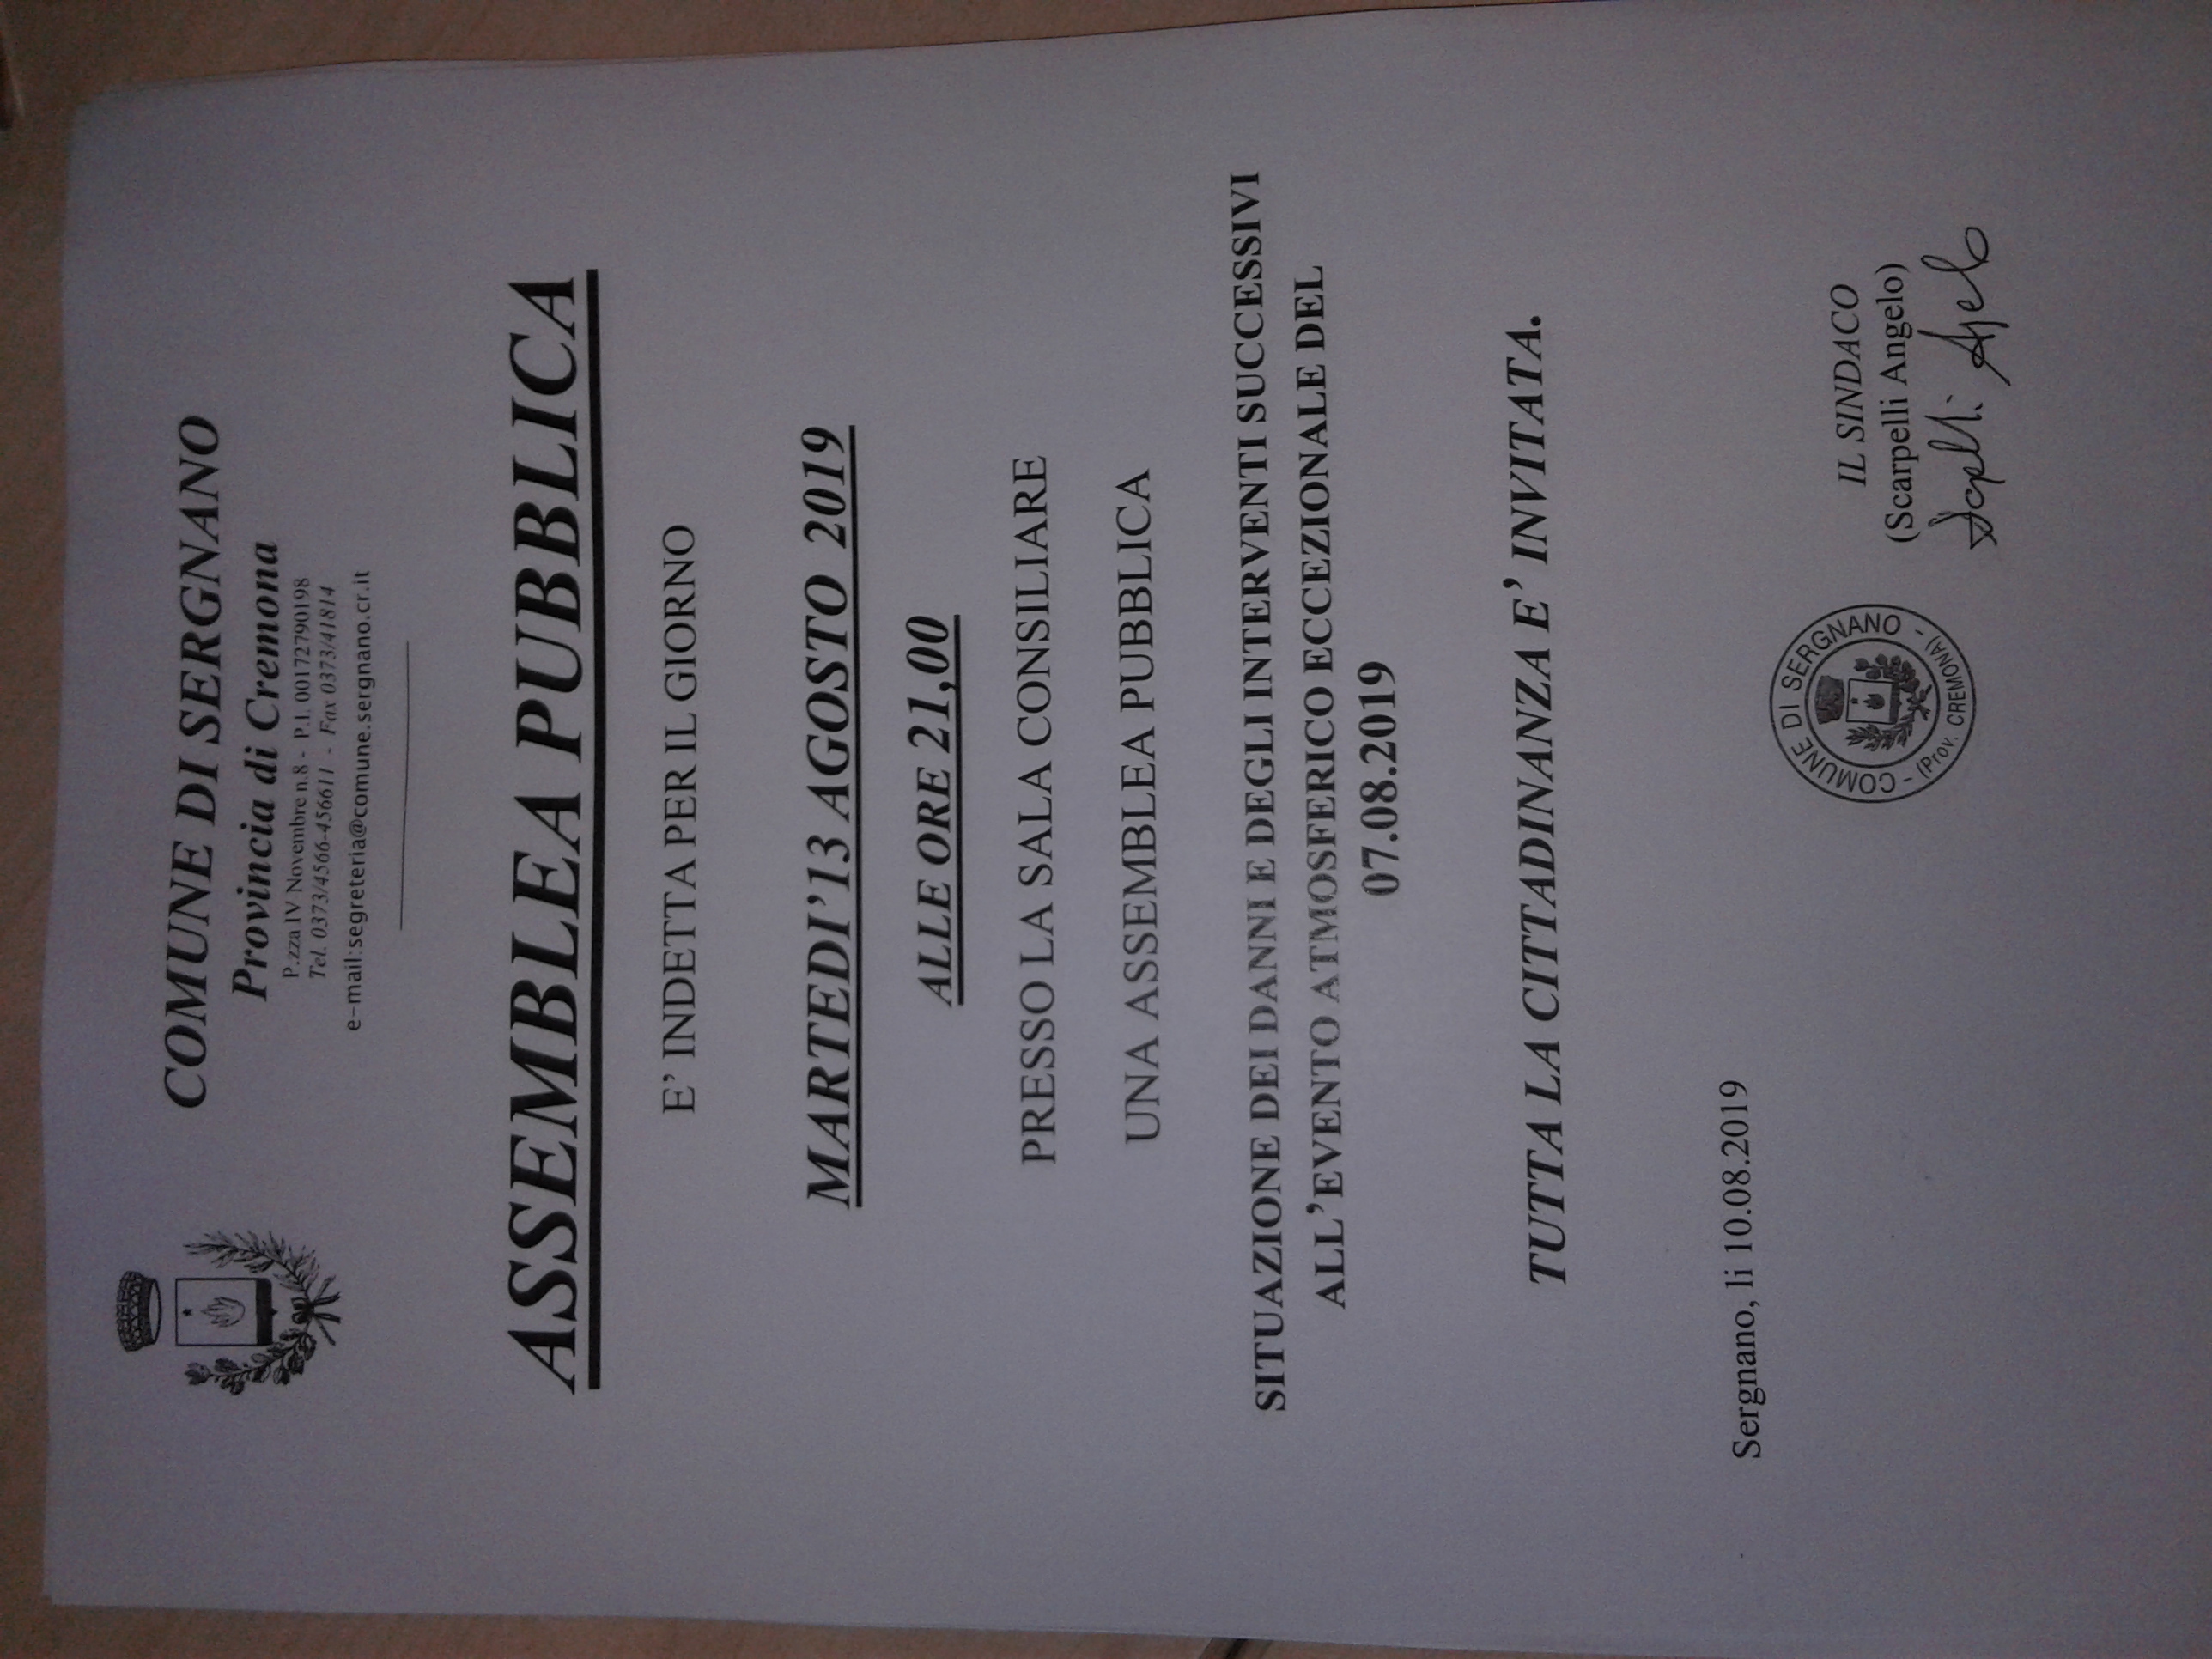 COMUNE DI SERGNANO
Provincia di Cremona
P.zza IV Novembre n.8 - P.I. 00172790198
Tel. 0373/4566-456611 - Fax 0373/41814
e-mail:segreteria@comune.sergnano.cr.it
ASSEMBLEA PUBBLICA
E' INDETTA PER IL GIORNO
MARTEDI'13 AGOSTO 2019
ALLE ORE 21,00
PRESSO LA SALA CONSILIARE
UNA ASSEMBLEA PUBBLICA
SITUAZIONE DEI DANNI E DEGLI INTERVENTI SUCCESSIVI
ALL'EVENTO ATMOSFERICO ECCEZIONALE DEL
07.08.2019
TUTTA LA CITTADINANZA E' INVITATA.
Sergnano, li 10.08.2019
COMUNE DI SERGNANO
- (Prov. CREMONA) -
IL SINDACO
(Scarpelli Angelo)